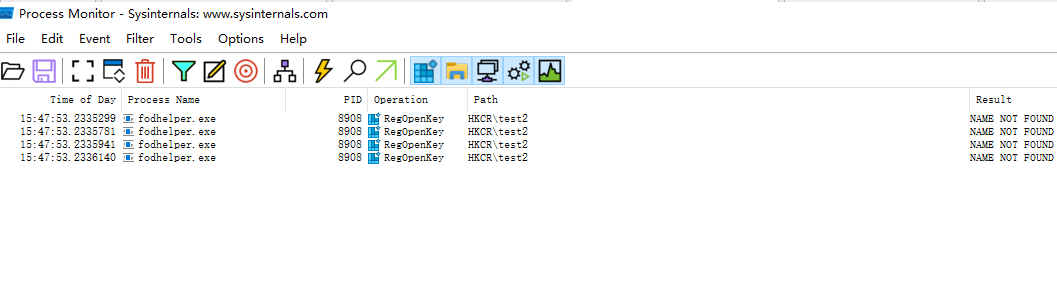 Process Monitor - Sysinternals: www.sysinternals.com
File Edit Event Filter Tools Options Help
Time of Day Process Name PID Operation Path Result
15:47:53.2335299 fodhelper.exe 8908 RegOpenKey HKCR\test2 NAME NOT FOUND
15:47:53.2335781 fodhelper.exe 8908 RegOpenKey HKCR\test2 NAME NOT FOUND
15:47:53.2335941 fodhelper.exe 8908 RegOpenKey HKCR\test2 NAME NOT FOUND
15:47:53.2336140 fodhelper.exe 8908 RegOpenKey HKCR\test2 NAME NOT FOUND